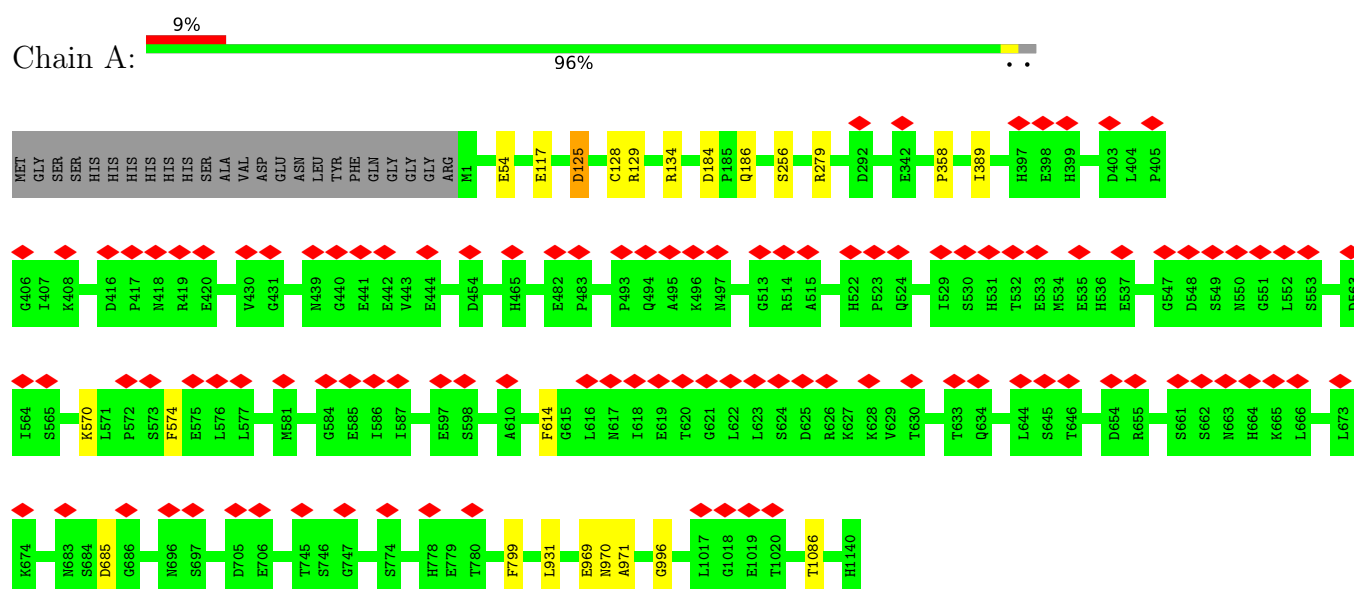 Chain A:
9%
96%
MET GLY SER SER HIS HIS HIS HIS HIS HIS SER ALA VAL ASP GLU ASN LEU TYR PHE GLN GLY GLY GLY GLY ARG M1 E54 E117 D125 C128 R129 R134 D184 P185 Q186 S256 R279 D292 E342 P358 I389 H397 E398 H399 D403 L404 P405
G406 I407 K408 D416 P417 N418 R419 E420 V430 G431 N439 G440 E441 E442 V443 E444 D454 H465 E482 P483 P493 Q494 A495 K496 N497 G513 R514 A515 H522 P523 Q524 I529 S530 H531 T532 E533 M534 E535 H536 E537 G547 D548 S549 N550 G551 L552 S553 D563
I564 S565 K570 L571 P572 S573 F574 E575 L576 L577 M581 G584 E585 I586 I587 E597 S598 A610 F614 G615 L616 N617 I618 E619 T620 G621 L622 L623 S624 D625 R626 K627 K628 V629 T630 T633 Q634 L644 S645 T646 D654 R655 S661 S662 N663 H664 K665 L666 L673
K674 N683 S684 D685 G686 N696 S697 D705 E706 T745 S746 G747 S774 H778 E779 T780 F799 L931 E969 N970 A971 G996 L1017 G1018 E1019 T1020 T1086 H1140